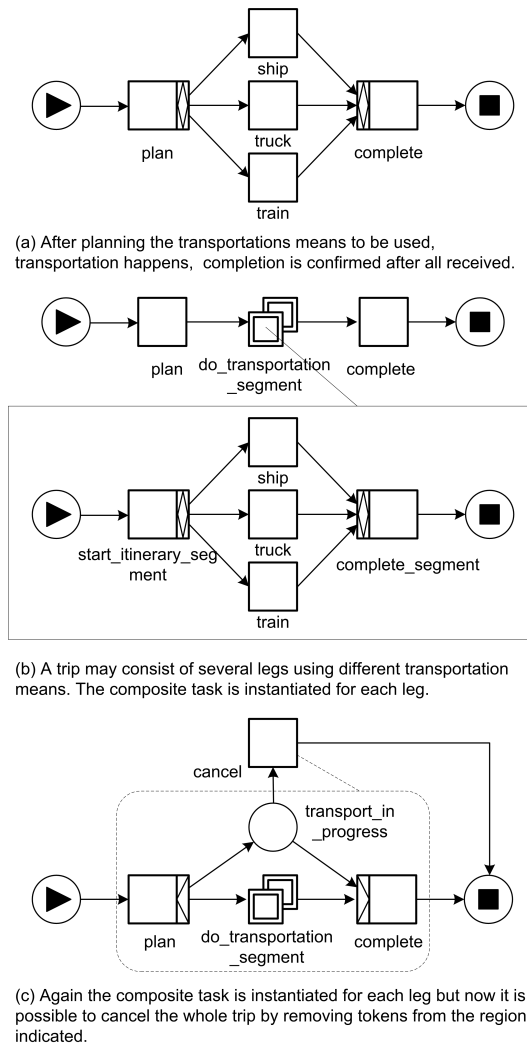 ship
truck
plan
complete
train
(a) After planning the transportations means to be used,
transportation happens, completion is confirmed after all received.
plan
do_transportation
_segment
complete
ship
start_itinerary_seg
ment
truck
complete_segment
train
(b) A trip may consist of several legs using different transportation
means. The composite task is instantiated for each leg.
cancel
transport_in
_progress
plan
do_transportation
_segment
complete
(c) Again the composite task is instantiated for each leg but now it is
possible to cancel the whole trip by removing tokens from the region
indicated.